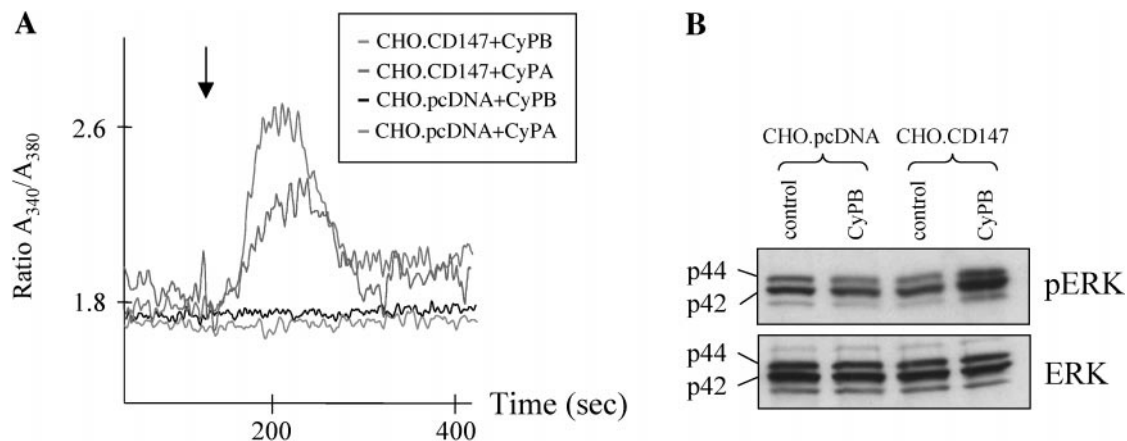 A
CHO.CD147+CyPB
CHO.CD147+CyPA
CHO.pcDNA+CyPB
CHO.pcDNA+CyPA
2.6
1.8
Ratio A340/A380
200
400
Time (sec)
B
CHO.pcDNA
CHO.CD147
control
CyPB
control
CyPB
p44
p42
pERK
p44
p42
ERK